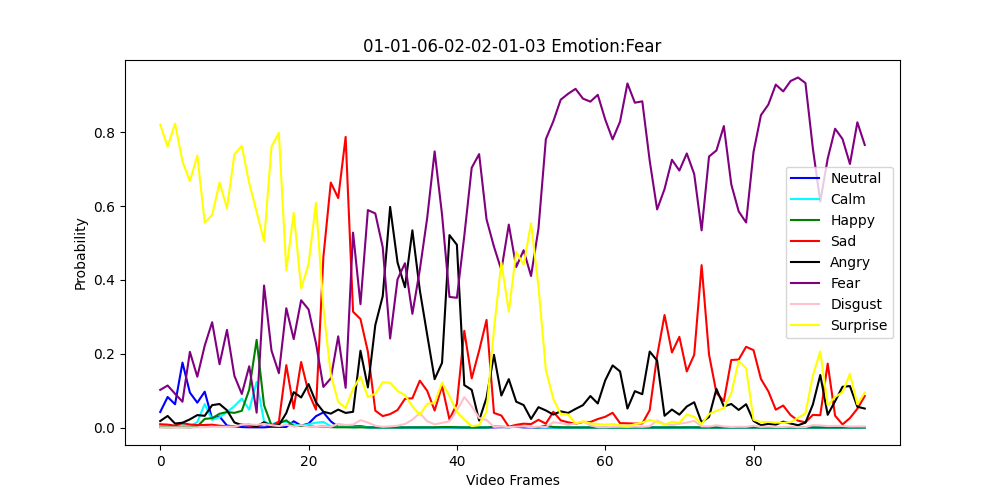 01-01-06-02-02-01-03 Emotion:Fear
Probability
0.8
0.6
0.4
0.2
0.0
Neutral
Calm
Happy
Sad
Angry
Fear
Disgust
Surprise
0 20 40 60 80
Video Frames